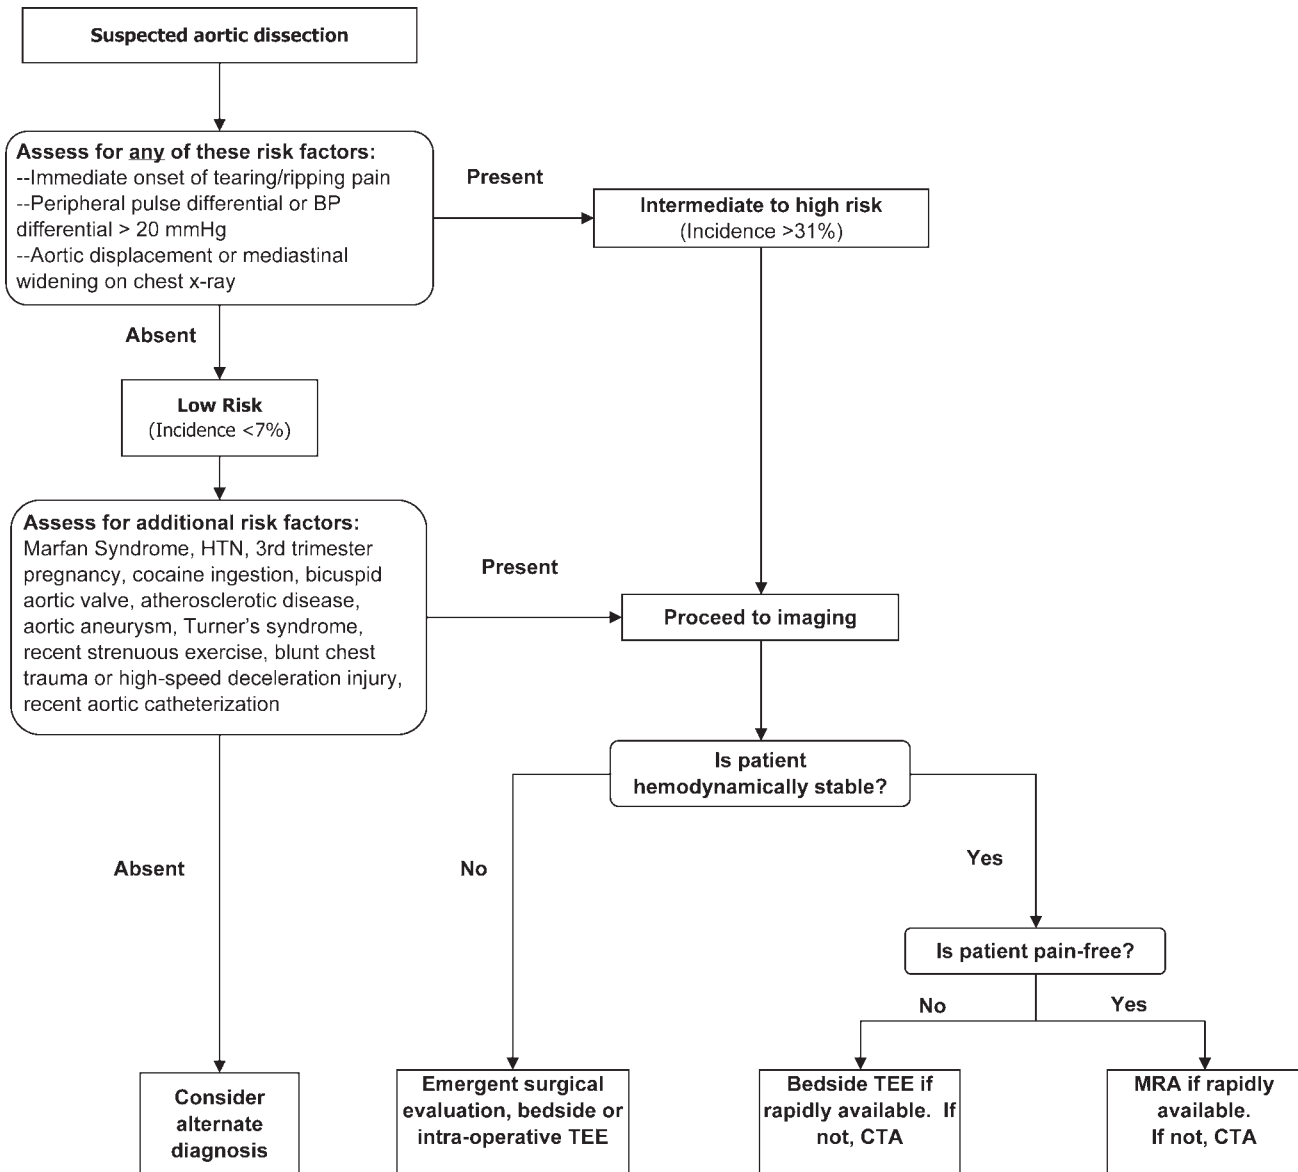 Suspected aortic dissection
Assess for any of these risk factors:
--Immediate onset of tearing/ripping pain
--Peripheral pulse differential or BP
differential > 20 mmHg
--Aortic displacement or mediastinal
widening on chest x-ray
Present
Intermediate to high risk
(Incidence >31%)
Absent
Low Risk
(Incidence <7%)
Assess for additional risk factors:
Marfan Syndrome, HTN, 3rd trimester
pregnancy, cocaine ingestion, bicuspid
aortic valve, atherosclerotic disease,
aortic aneurysm, Turner's syndrome,
recent strenuous exercise, blunt chest
trauma or high-speed deceleration injury,
recent aortic catheterization
Present
Proceed to imaging
Is patient
hemodynamically stable?
Absent
No
Yes
Is patient pain-free?
No
Yes
Consider
alternate
diagnosis
Emergent surgical
evaluation, bedside or
intra-operative TEE
Bedside TEE if
rapidly available.  If
not, CTA
MRA if rapidly
available.
If not, CTA